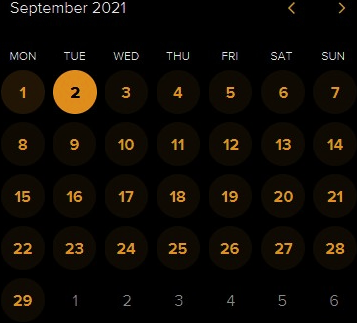 September 2021
MON TUE WED THU FRI SAT SUN
1 2 3 4 5 6 7
8 9 10 11 12 13 14
15 16 17 18 19 20 21
22 23 24 25 26 27 28
29 1 2 3 4 5 6